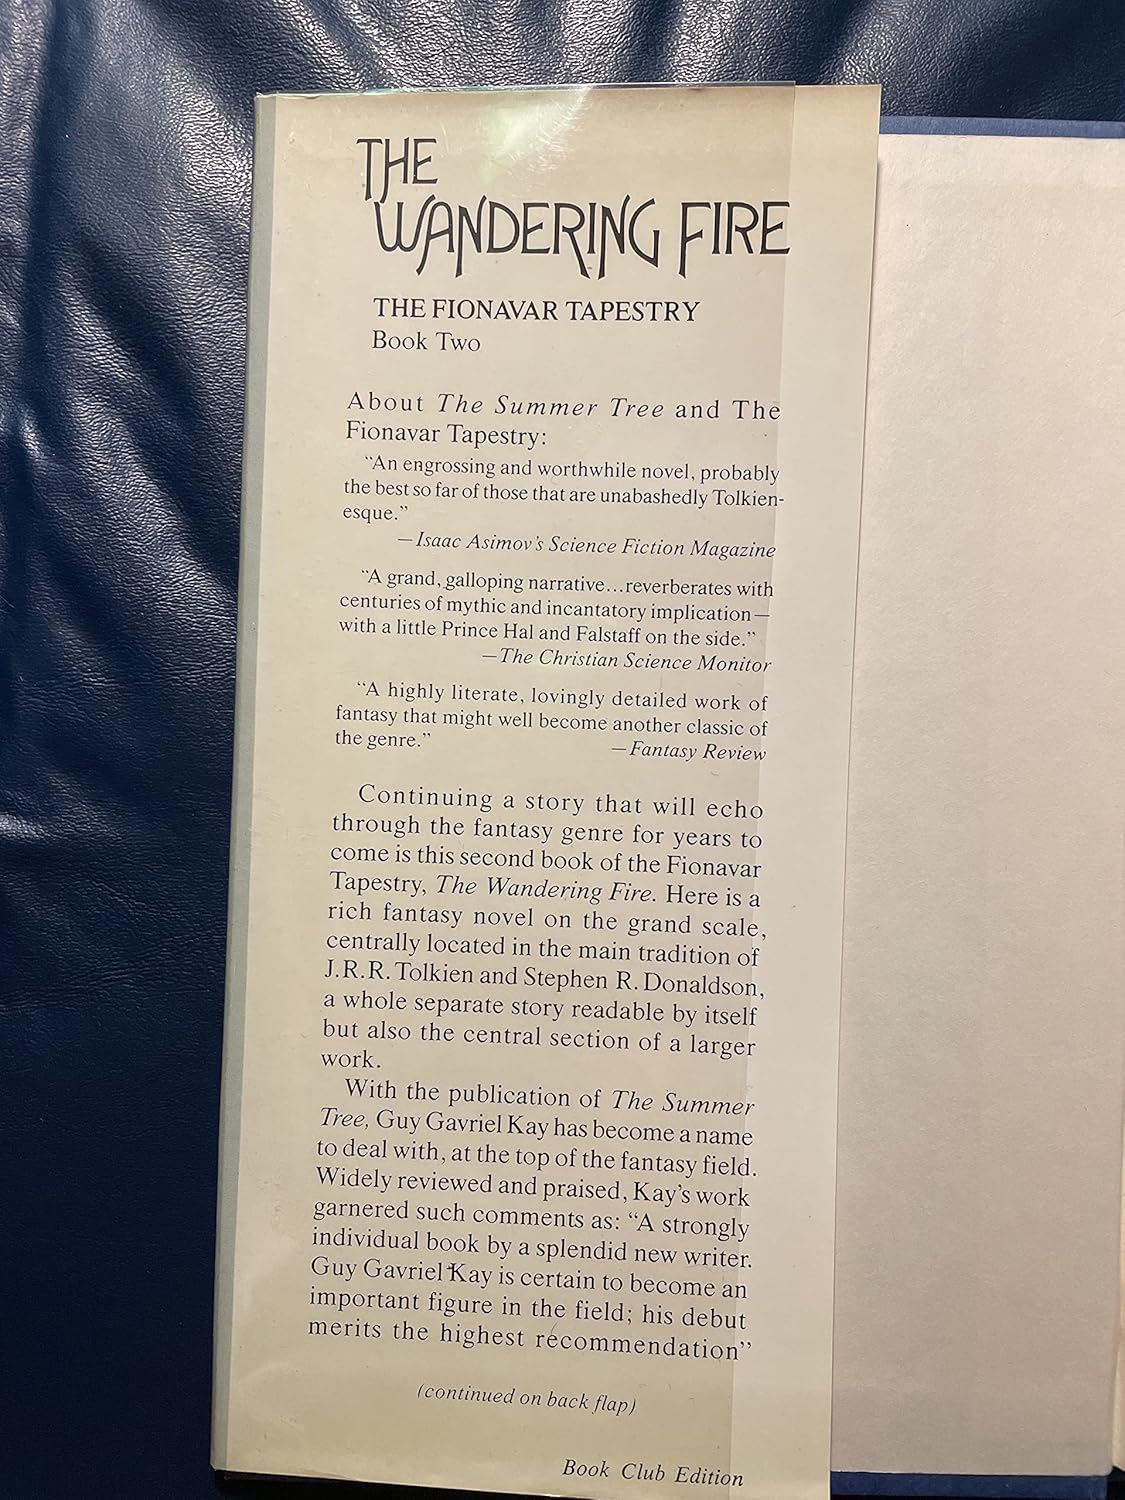 THE
WANDERING FIRE
THE FIONAVAR TAPESTRY
Book Two
About The Summer Tree and The
Fionavar Tapestry:
“An engrossing and worthwhile novel, probably
the best so far of those that are unabashedly Tolkien-
esque.”
—Isaac Asimov's Science Fiction Magazine
“A grand, galloping narrative...reverberates with
centuries of mythic and incantatory implication—
with a little Prince Hal and Falstaff on the side.”
—The Christian Science Monitor
“A highly literate, lovingly detailed work of
fantasy that might well become another classic of
the genre.” —Fantasy Review
Continuing a story that will echo
through the fantasy genre for years to
come is this second book of the Fionavar
Tapestry, The Wandering Fire. Here is a
rich fantasy novel on the grand scale,
centrally located in the main tradition of
J.R.R. Tolkien and Stephen R. Donaldson,
a whole separate story readable by itself
but also the central section of a larger
work.
With the publication of The Summer
Tree, Guy Gavriel Kay has become a name
to deal with, at the top of the fantasy field.
Widely reviewed and praised, Kay's work
garnered such comments as: “A strongly
individual book by a splendid new writer.
Guy Gavriel Kay is certain to become an
important figure in the field; his debut
merits the highest recommendation”
(continued on back flap)
Book Club Edition